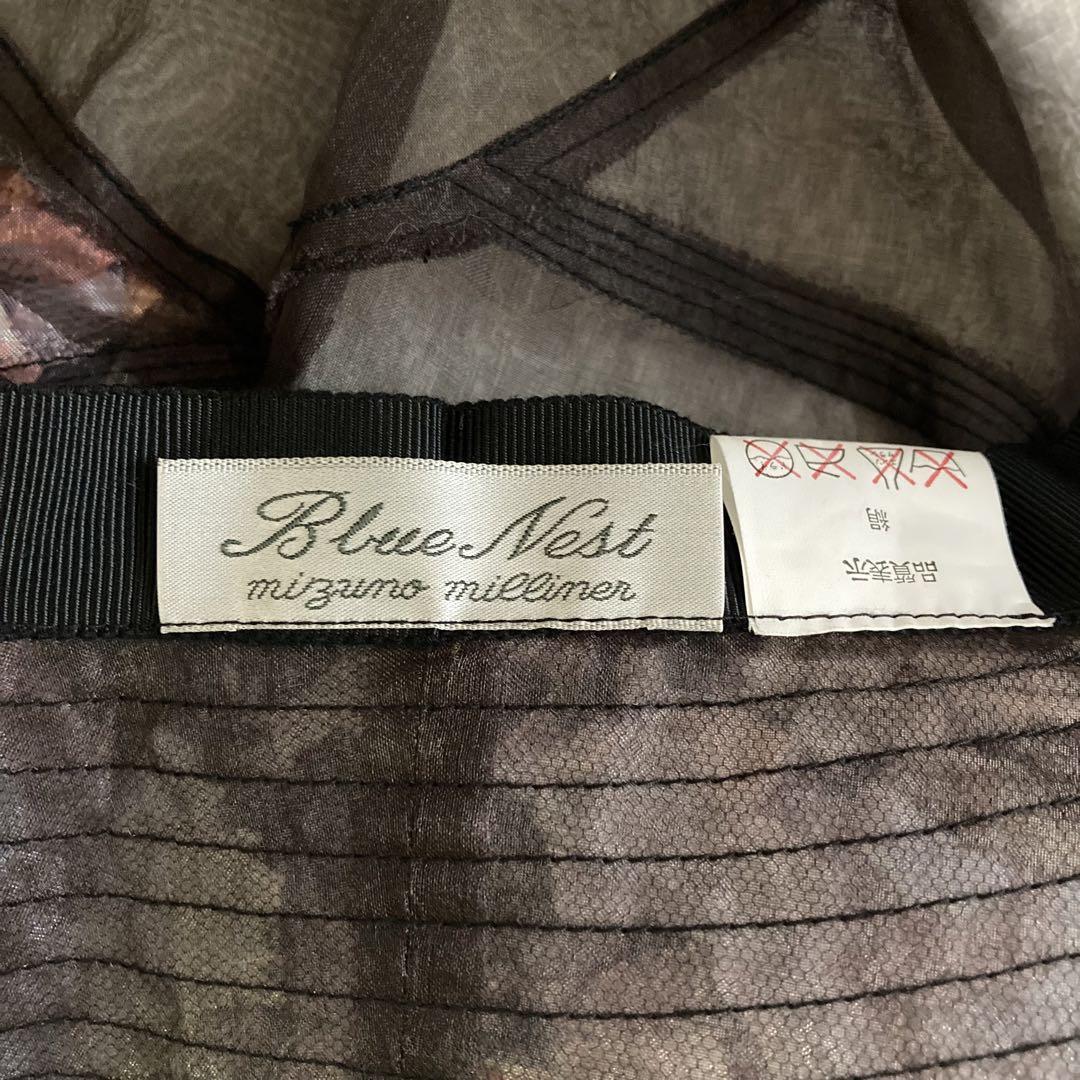 Blue Nest
mizuno milliner
品質表示
絹